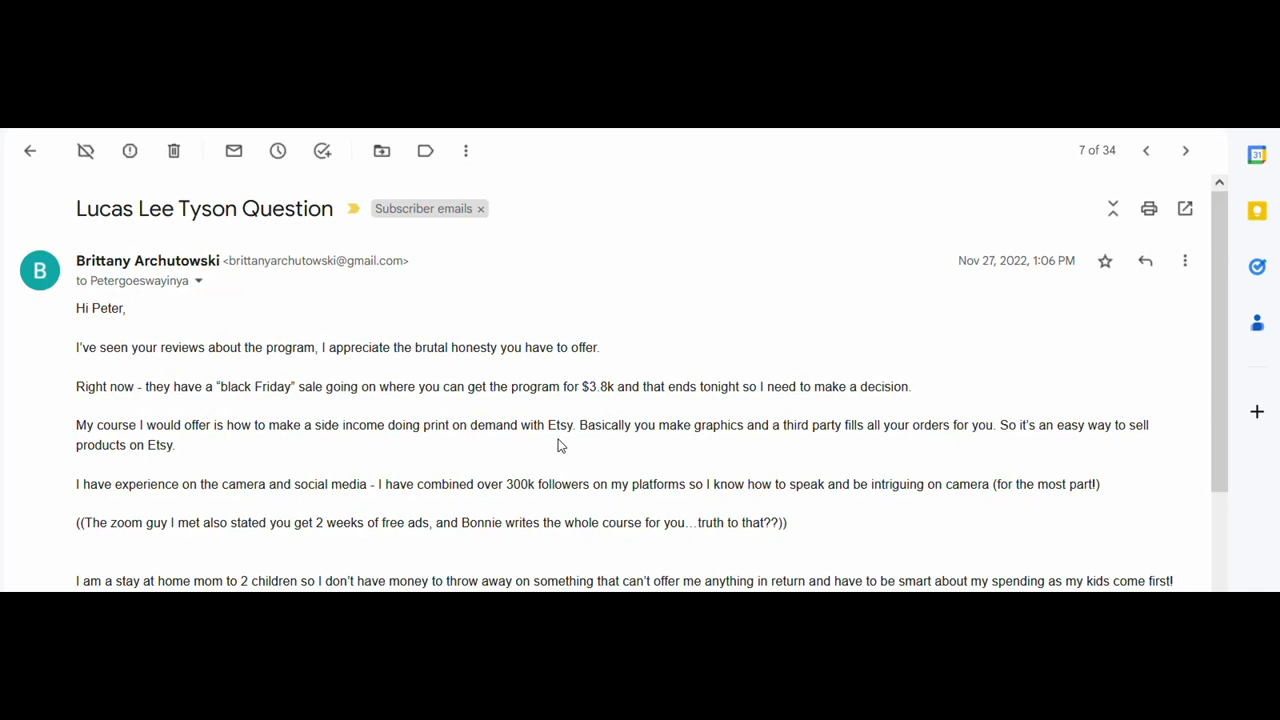 7 of 34
31
Lucas Lee Tyson Question
Subscriber emails ×
B
Brittany Archutowski <brittanyarchutowski@gmail.com>
Nov 27, 2022, 1:06 PM
to Petergoeswayinya
Hi Peter,
I've seen your reviews about the program, I appreciate the brutal honesty you have to offer.
Right now - they have a “black Friday” sale going on where you can get the program for $3.8k and that ends tonight so I need to make a decision.
My course I would offer is how to make a side income doing print on demand with Etsy. Basically you make graphics and a third party fills all your orders for you. So it's an easy way to sell
products on Etsy.
I have experience on the camera and social media - I have combined over 300k followers on my platforms so I know how to speak and be intriguing on camera (for the most part!)
((The zoom guy I met also stated you get 2 weeks of free ads, and Bonnie writes the whole course for you…truth to that??))
I am a stay at home mom to 2 children so I don't have money to throw away on something that can't offer me anything in return and have to be smart about my spending as my kids come first!